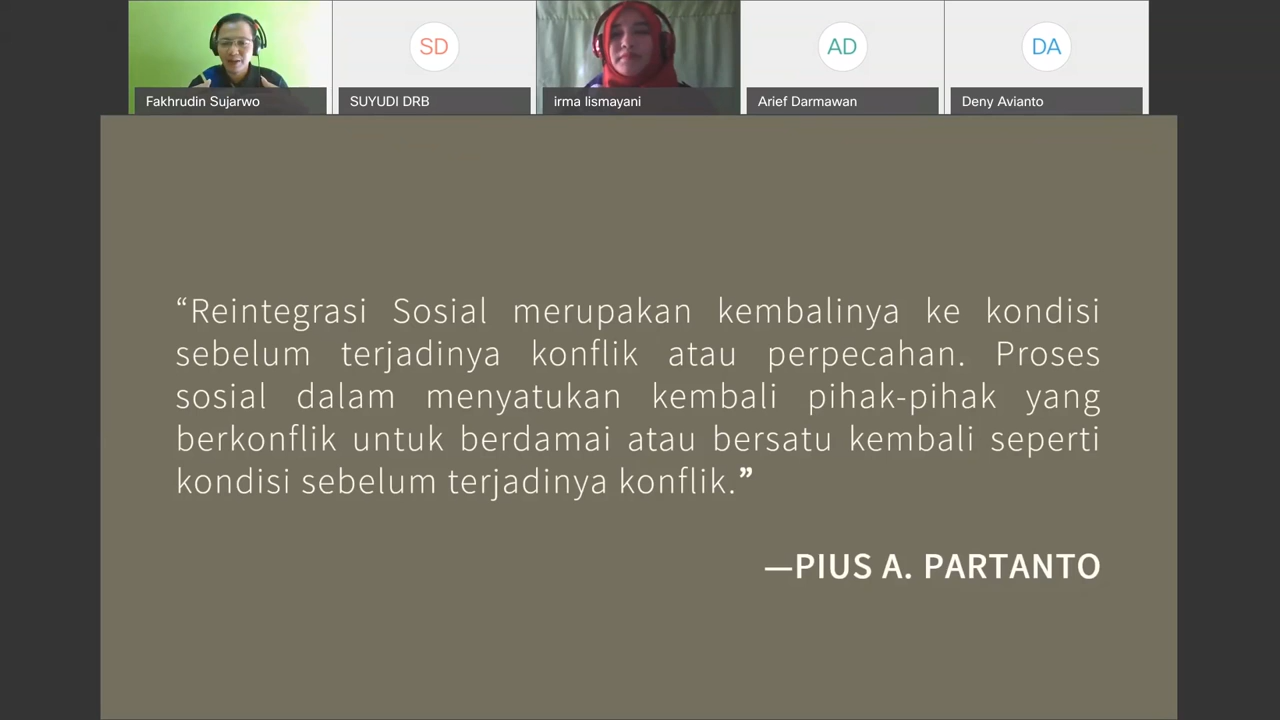 Fakhrudin Sujarwo
SD
SUYUDI DRB
irma lismayani
AD
Arief Darmawan
DA
Deny Avianto
“Reintegrasi Sosial merupakan kembalinya ke kondisi
sebelum terjadinya konflik atau perpecahan. Proses
sosial dalam menyatukan kembali pihak-pihak yang
berkonflik untuk berdamai atau bersatu kembali seperti
kondisi sebelum terjadinya konflik.”
—PIUS A. PARTANTO